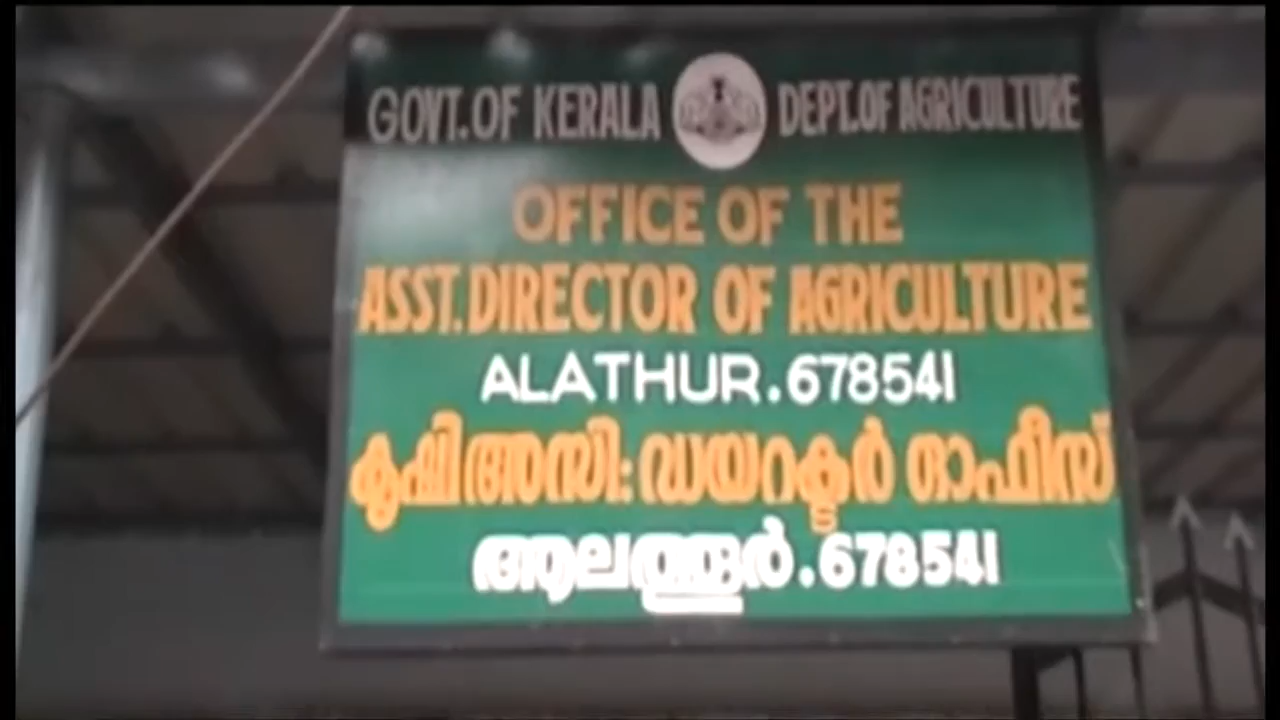 GOVT. OF KERALA DEPT. OF AGRICULTURE
OFFICE OF THE
ASST. DIRECTOR OF AGRICULTURE
ALATHUR. 678541
കൃഷി അസി: ഡയറക്ടർ ഓഫീസ്
ആലത്തൂർ. 678541